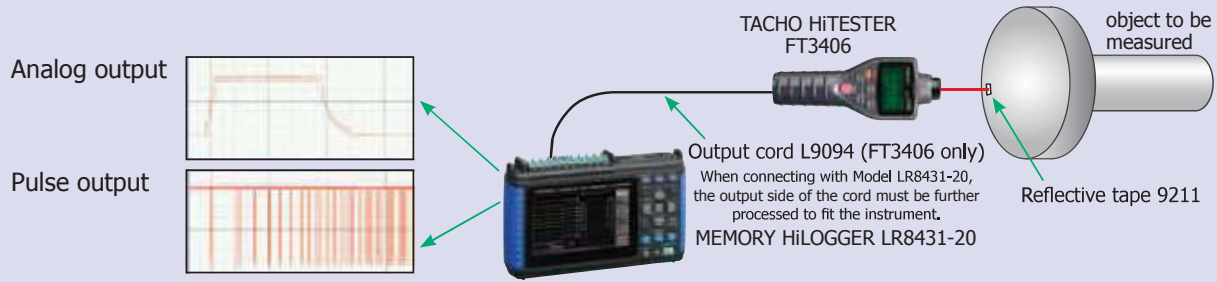 Analog output
Pulse output
TACHO HiTESTER
FT3406
object to be
measured
Output cord L9094 (FT3406 only)
When connecting with Model LR8431-20,
the output side of the cord must be further
processed to fit the instrument.
MEMORY HiLOGGER LR8431-20
Reflective tape 9211